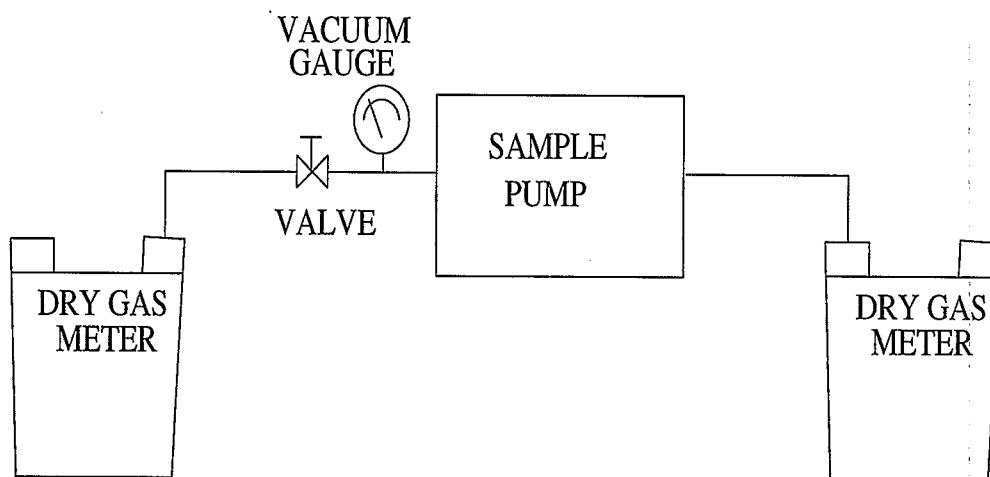 VACUUM
GAUGE
SAMPLE
PUMP
VALVE
DRY GAS
METER
DRY GAS
METER